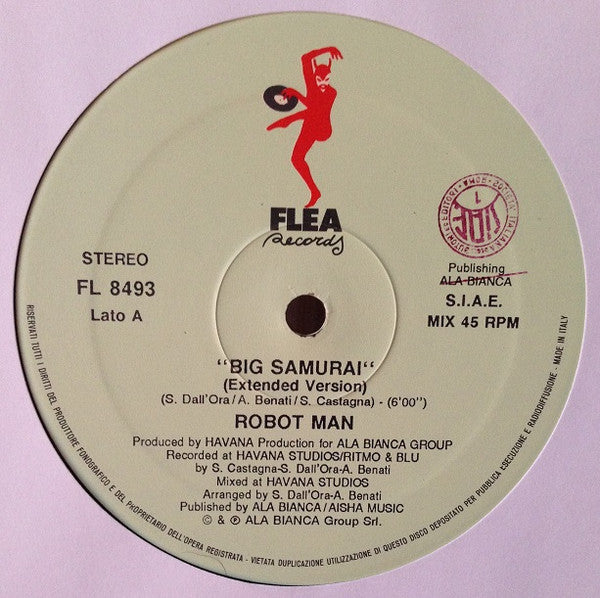 FLEA
Records
STEREO
FL 8493
Lato A
SIAE
Publishing
ALA BIANCA
S.I.A.E.
MIX 45 RPM
"BIG SAMURAI"
(Extended Version)
(S. Dall'Ora/A. Benati/S. Castagna) - (6'00'')
ROBOT MAN
Produced by HAVANA Production for ALA BIANCA GROUP
Recorded at HAVANA STUDIOS/RITMO & BLU
by S. Castagna-S. Dall'Ora-A. Benati
Mixed at HAVANA STUDIOS
Arranged by S. Dall'Ora-A. Benati
Published by ALA BIANCA/AISHA MUSIC
© & ℗ ALA BIANCA Group Srl.
RISERVATI TUTTI I DIRITTI DEL PRODUTTORE FONOGRAFICO E DEL PROPRIETARIO DELL'OPERA REGISTRATA - VIETATA DUPLICAZIONE UTILIZZAZIONE DI QUESTO DISCO DEPOSITATO PER PUBBLICA ESECUZIONE E RADIODIFFUSIONE - MADE IN ITALY